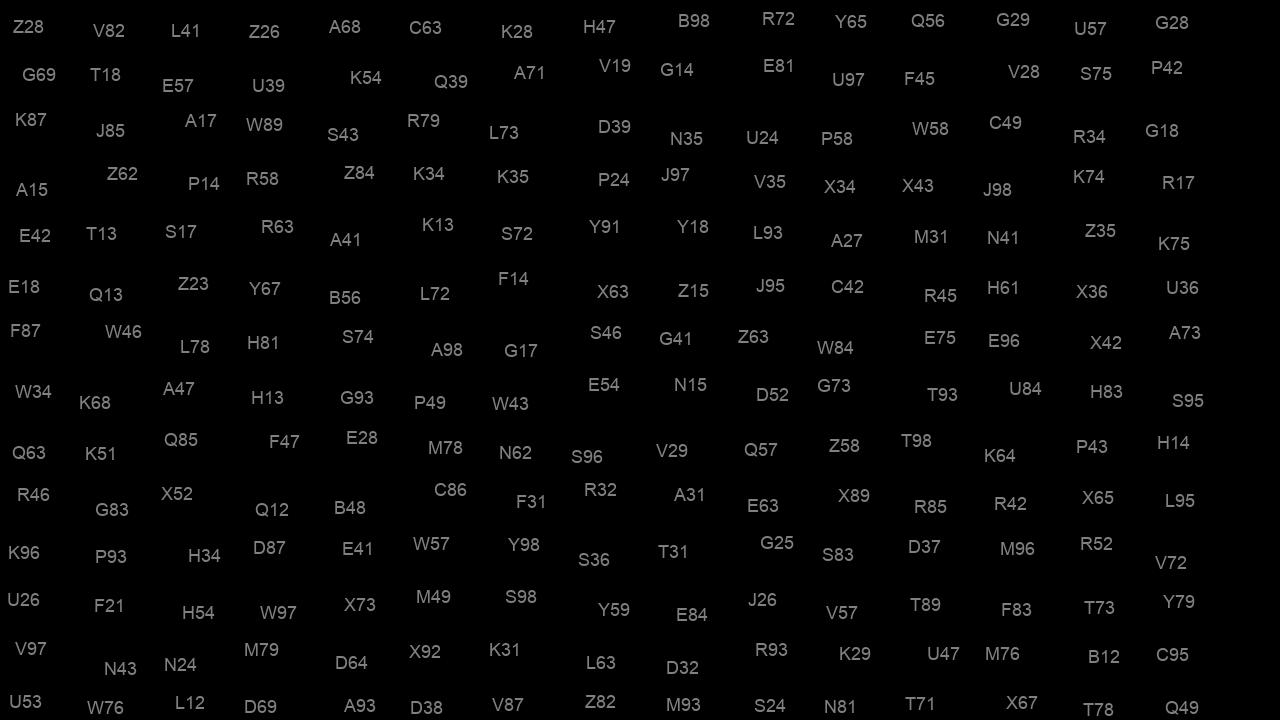 Z28 V82 L41 Z26 A68 C63 K28 H47 B98 R72 Y65 Q56 G29 U57 G28
G69 T18 E57 U39 K54 Q39 A71 V19 G14 E81 U97 F45 V28 S75 P42
K87 J85 A17 W89 S43 R79 L73 D39 N35 U24 P58 W58 C49 R34 G18
A15 Z62 P14 R58 Z84 K34 K35 P24 J97 V35 X34 X43 J98 K74 R17
E42 T13 S17 R63 A41 K13 S72 Y91 Y18 L93 A27 M31 N41 Z35 K75
E18 Q13 Z23 Y67 B56 L72 F14 X63 Z15 J95 C42 R45 H61 X36 U36
F87 W46 L78 H81 S74 A98 G17 S46 G41 Z63 W84 E75 E96 X42 A73
W34 K68 A47 H13 G93 P49 W43 E54 N15 D52 G73 T93 U84 H83 S95
Q63 K51 Q85 F47 E28 M78 N62 S96 V29 Q57 Z58 T98 K64 P43 H14
R46 G83 X52 Q12 B48 C86 F31 R32 A31 E63 X89 R85 R42 X65 L95
K96 P93 H34 D87 E41 W57 Y98 S36 T31 G25 S83 D37 M96 R52 V72
U26 F21 H54 W97 X73 M49 S98 Y59 E84 J26 V57 T89 F83 T73 Y79
V97 N43 N24 M79 D64 X92 K31 L63 D32 R93 K29 U47 M76 B12 C95
U53 W76 L12 D69 A93 D38 V87 Z82 M93 S24 N81 T71 X67 T78 Q49